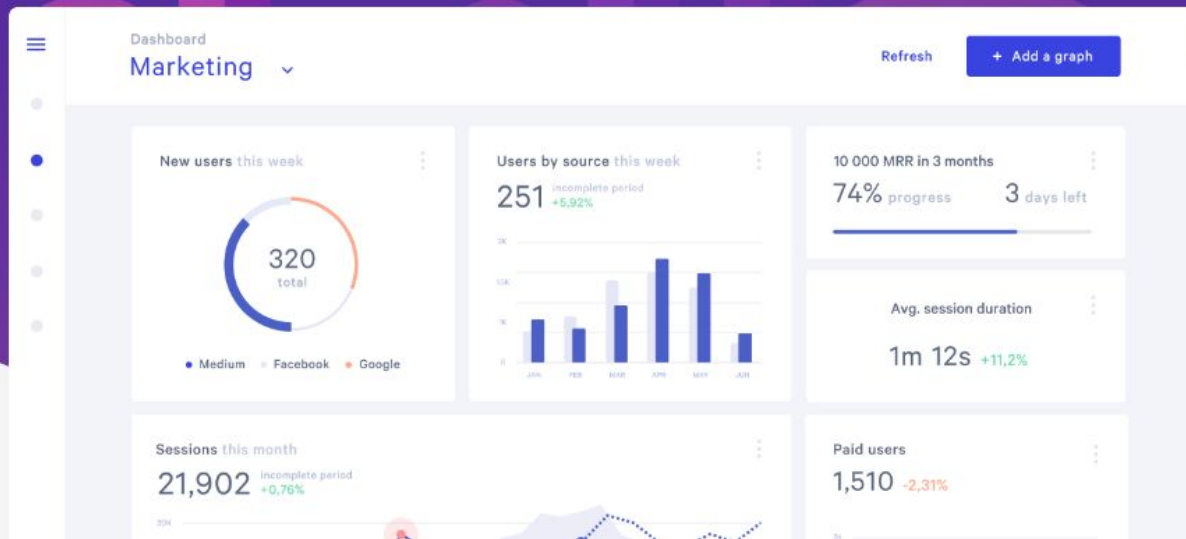 Dashboard
Marketing
Refresh
+ Add a graph
New users this week
320
total
Medium Facebook Google
Users by source this week
251 incomplete period
+5,92%
2K
1K
0
JAN FEB MAR APR MAY JUN
10 000 MRR in 3 months
74% progress 3 days left
Avg. session duration
1m 12s +11,2%
Sessions this month
21,902 incomplete period
+0,76%
Paid users
1,510 -2,31%